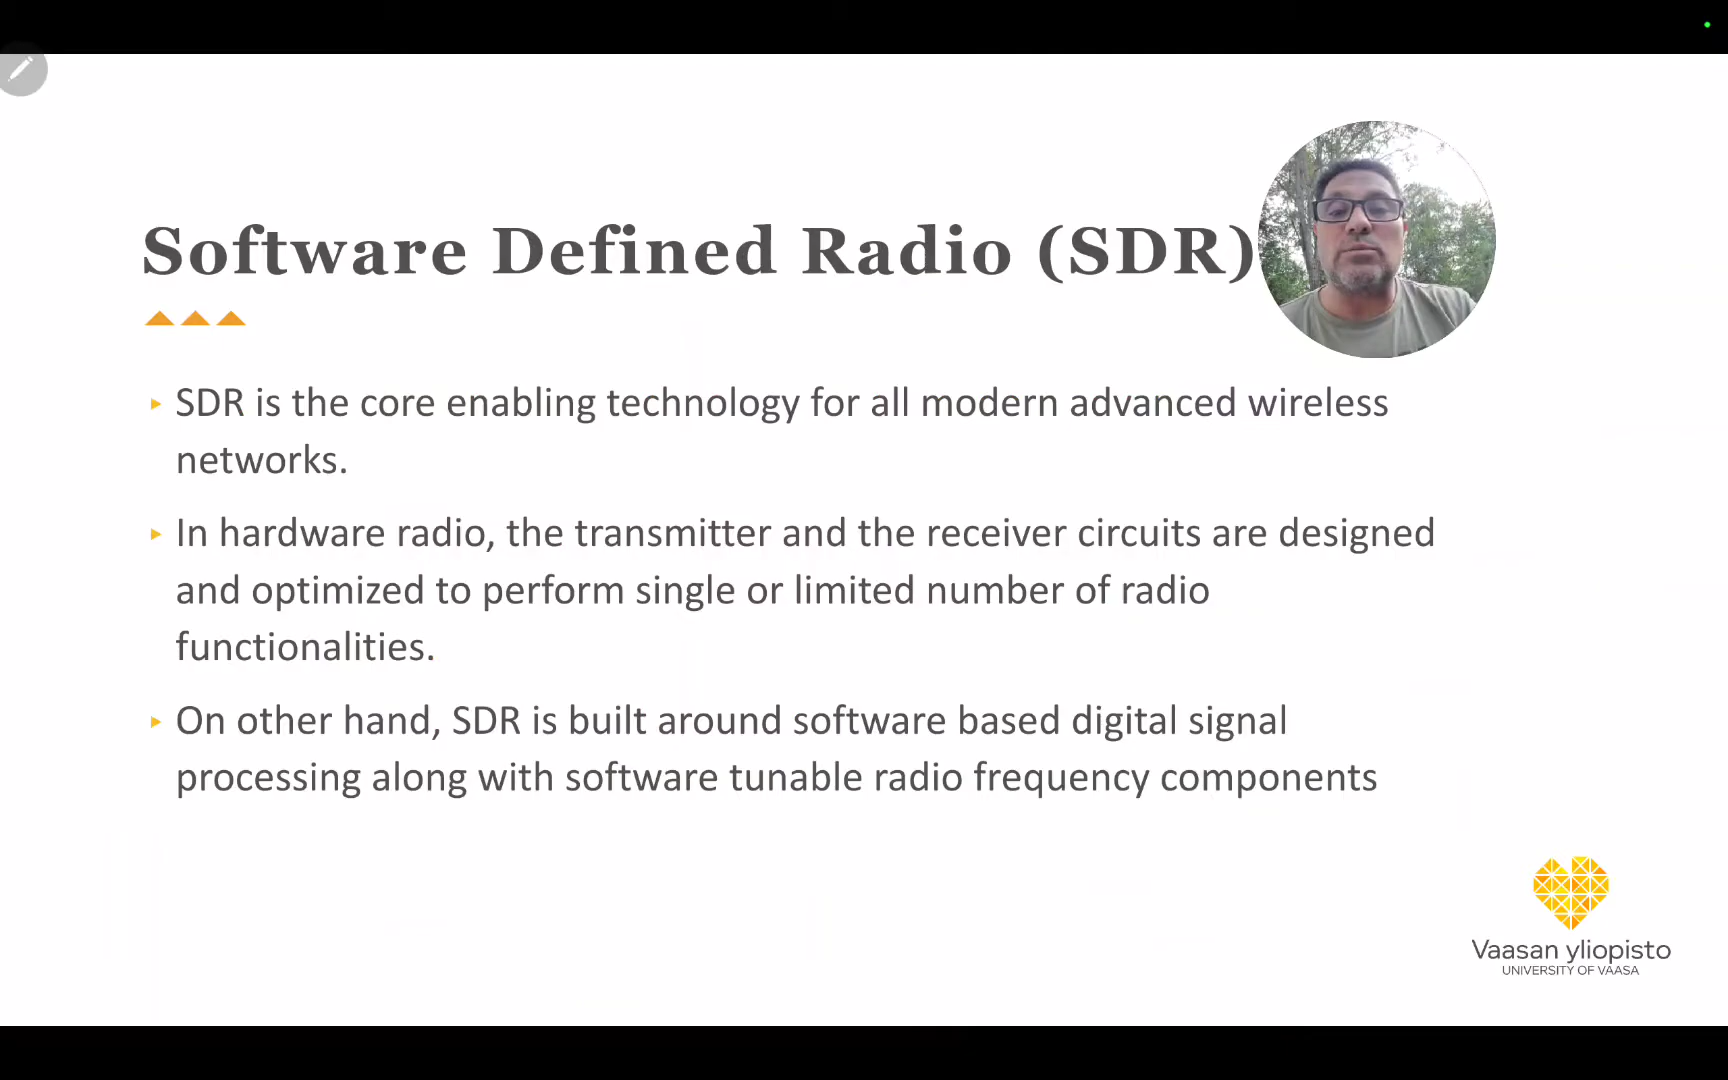 Software Defined Radio (SDR)
SDR is the core enabling technology for all modern advanced wireless
networks.
In hardware radio, the transmitter and the receiver circuits are designed
and optimized to perform single or limited number of radio
functionalities.
On other hand, SDR is built around software based digital signal
processing along with software tunable radio frequency components
Vaasan yliopisto
UNIVERSITY OF VAASA